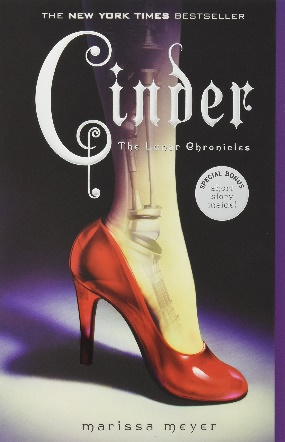 THE NEW YORK TIMES BESTSELLER
Cinder
The Lunar Chronicles
SPECIAL BONUS
short
story
inside!
marissa meyer